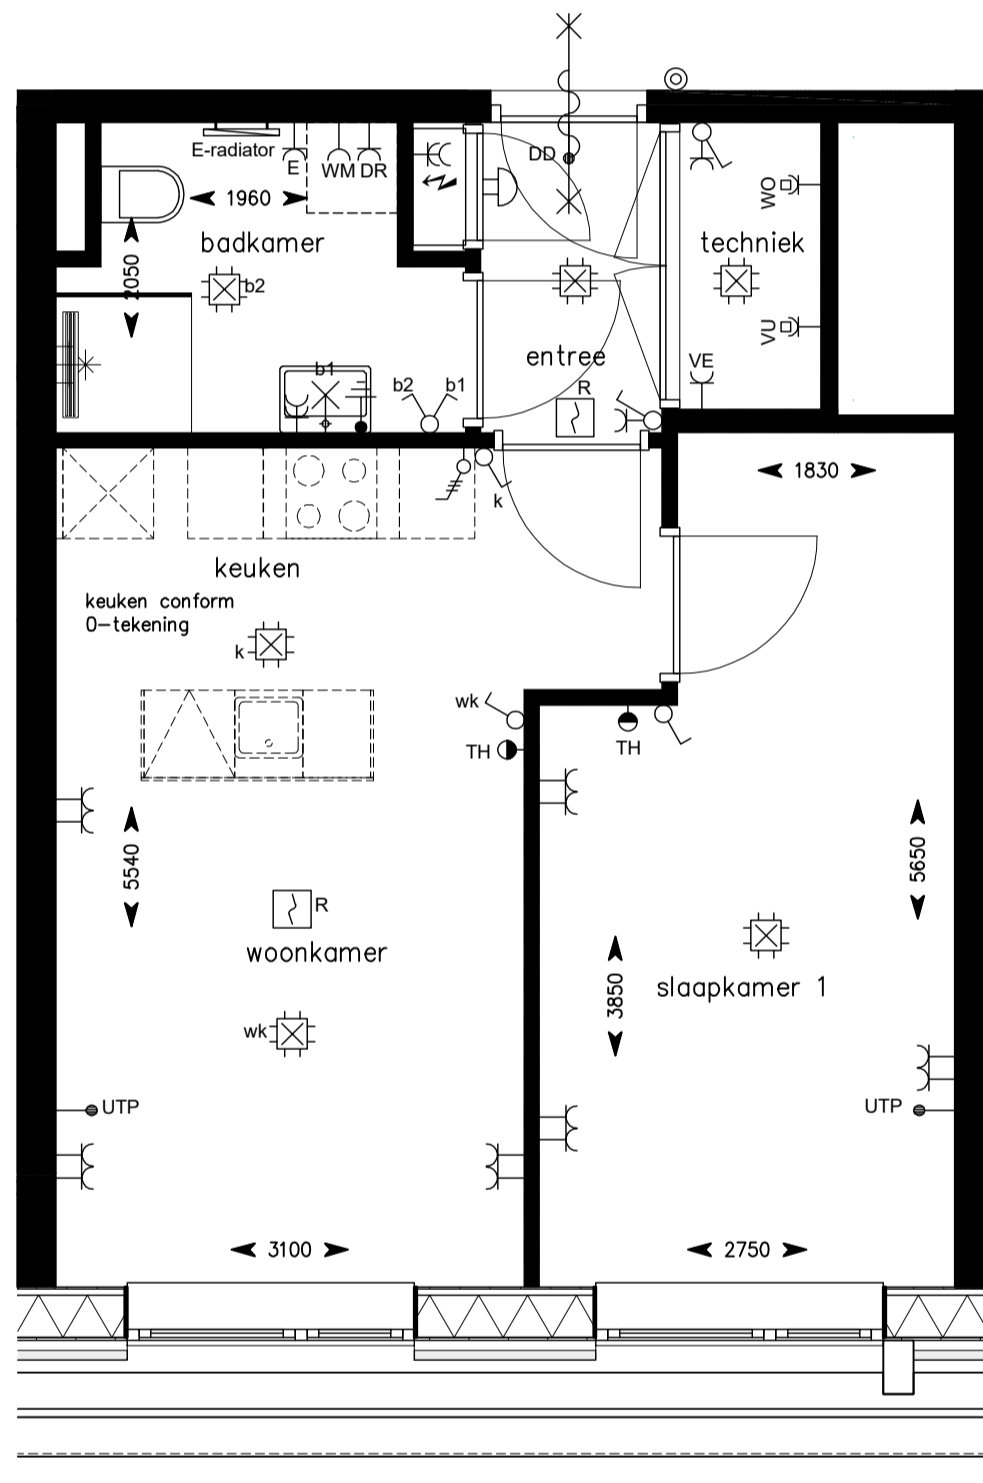 DD
E-radiator
E
WM DR
1960
WO
badkamer
techniek
2050
b2
VU
entree
VE
b1
R
b2
b1
1830
k
keuken
keuken conform
0-tekening
k
wk
TH
TH
5540
5650
R
woonkamer
3850
slaapkamer 1
wk
UTP
UTP
3100
2750